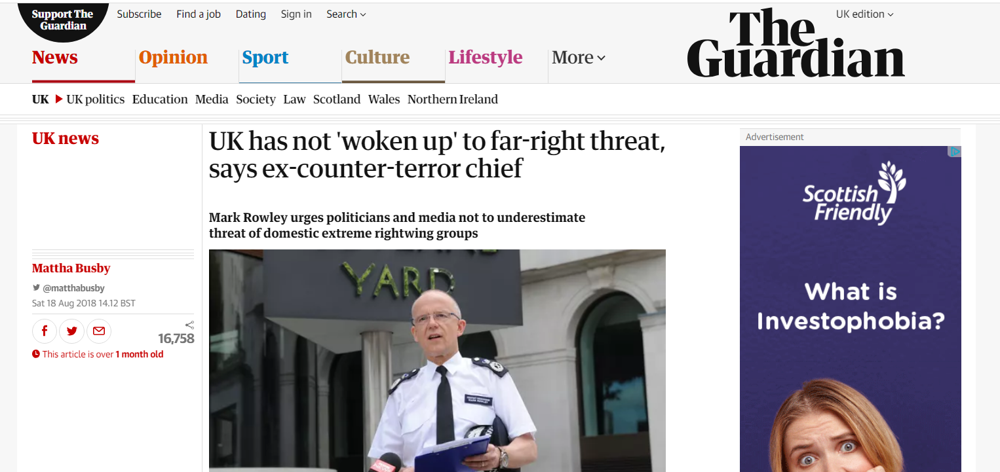 Support The
Guardian
Subscribe Find a job Dating Sign in Search
UK edition
The
Guardian
News Opinion Sport Culture Lifestyle More
UK UK politics Education Media Society Law Scotland Wales Northern Ireland
UK news
UK has not 'woken up' to far-right threat,
says ex-counter-terror chief
Mark Rowley urges politicians and media not to underestimate
threat of domestic extreme rightwing groups
Mattha Busby
@matthabusby
Sat 18 Aug 2018 14.12 BST
16,758
This article is over 1 month old
YARD
Advertisement
Scottish
Friendly
What is
Investophobia?